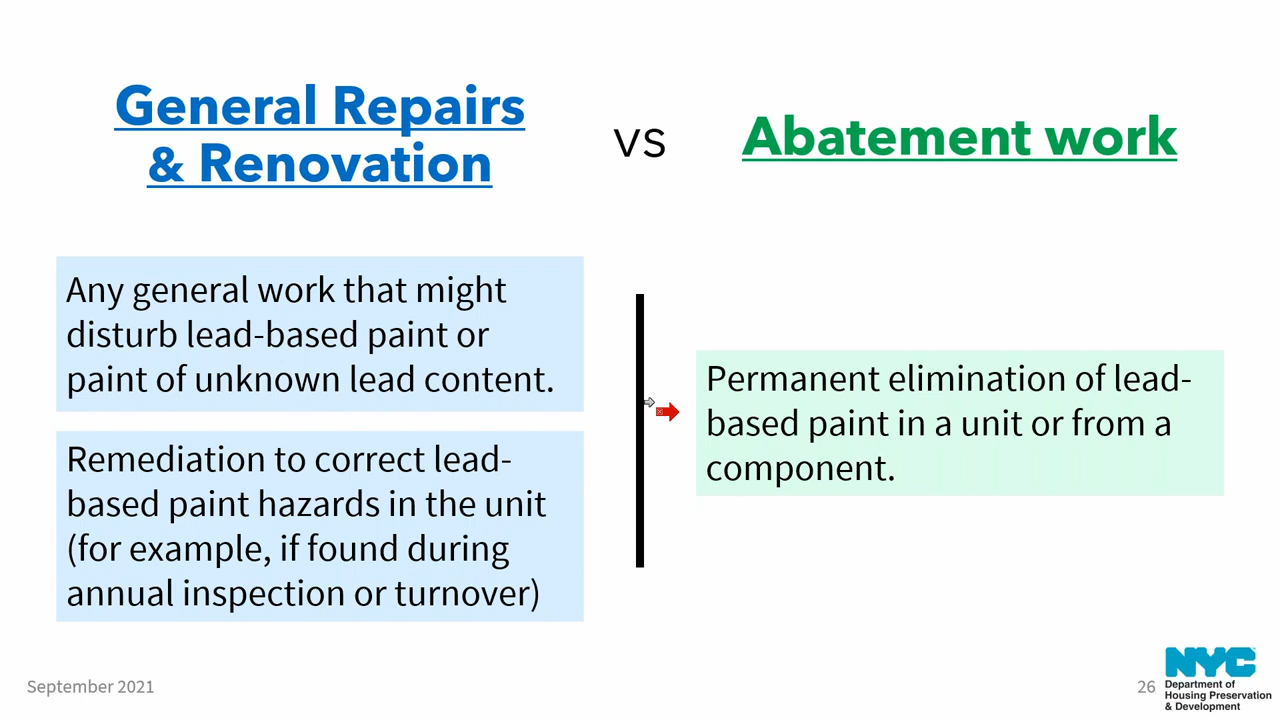 General Repairs
& Renovation
vs
Abatement work
Any general work that might
disturb lead-based paint or
paint of unknown lead content.
Remediation to correct lead-
based paint hazards in the unit
(for example, if found during
annual inspection or turnover)
Permanent elimination of lead-
based paint in a unit or from a
component.
September 2021
26
NYC
Department of
Housing Preservation
& Development